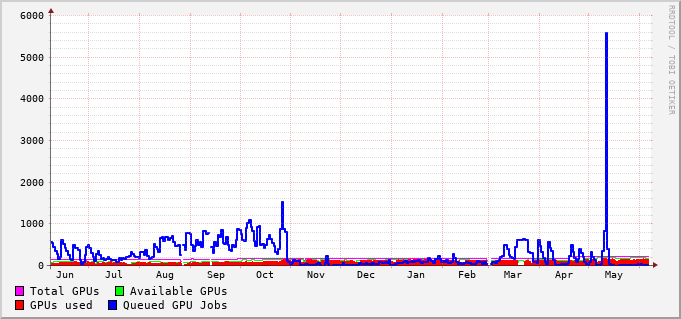 6000
5000
4000
3000
2000
1000
0
Jun Jul Aug Sep Oct Nov Dec Jan Feb Mar Apr May
Total GPUs Available GPUs
GPUs used Queued GPU Jobs
RRDTOOL / TOBI OETIKER